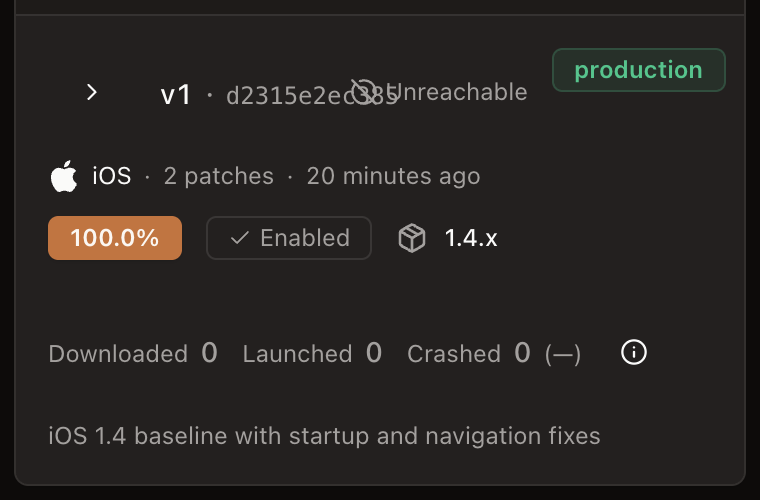 production
v1 · d2315e2ec385 Unreachable
iOS · 2 patches · 20 minutes ago
100.0% Enabled 1.4.x
Downloaded 0 Launched 0 Crashed 0 (—)
iOS 1.4 baseline with startup and navigation fixes